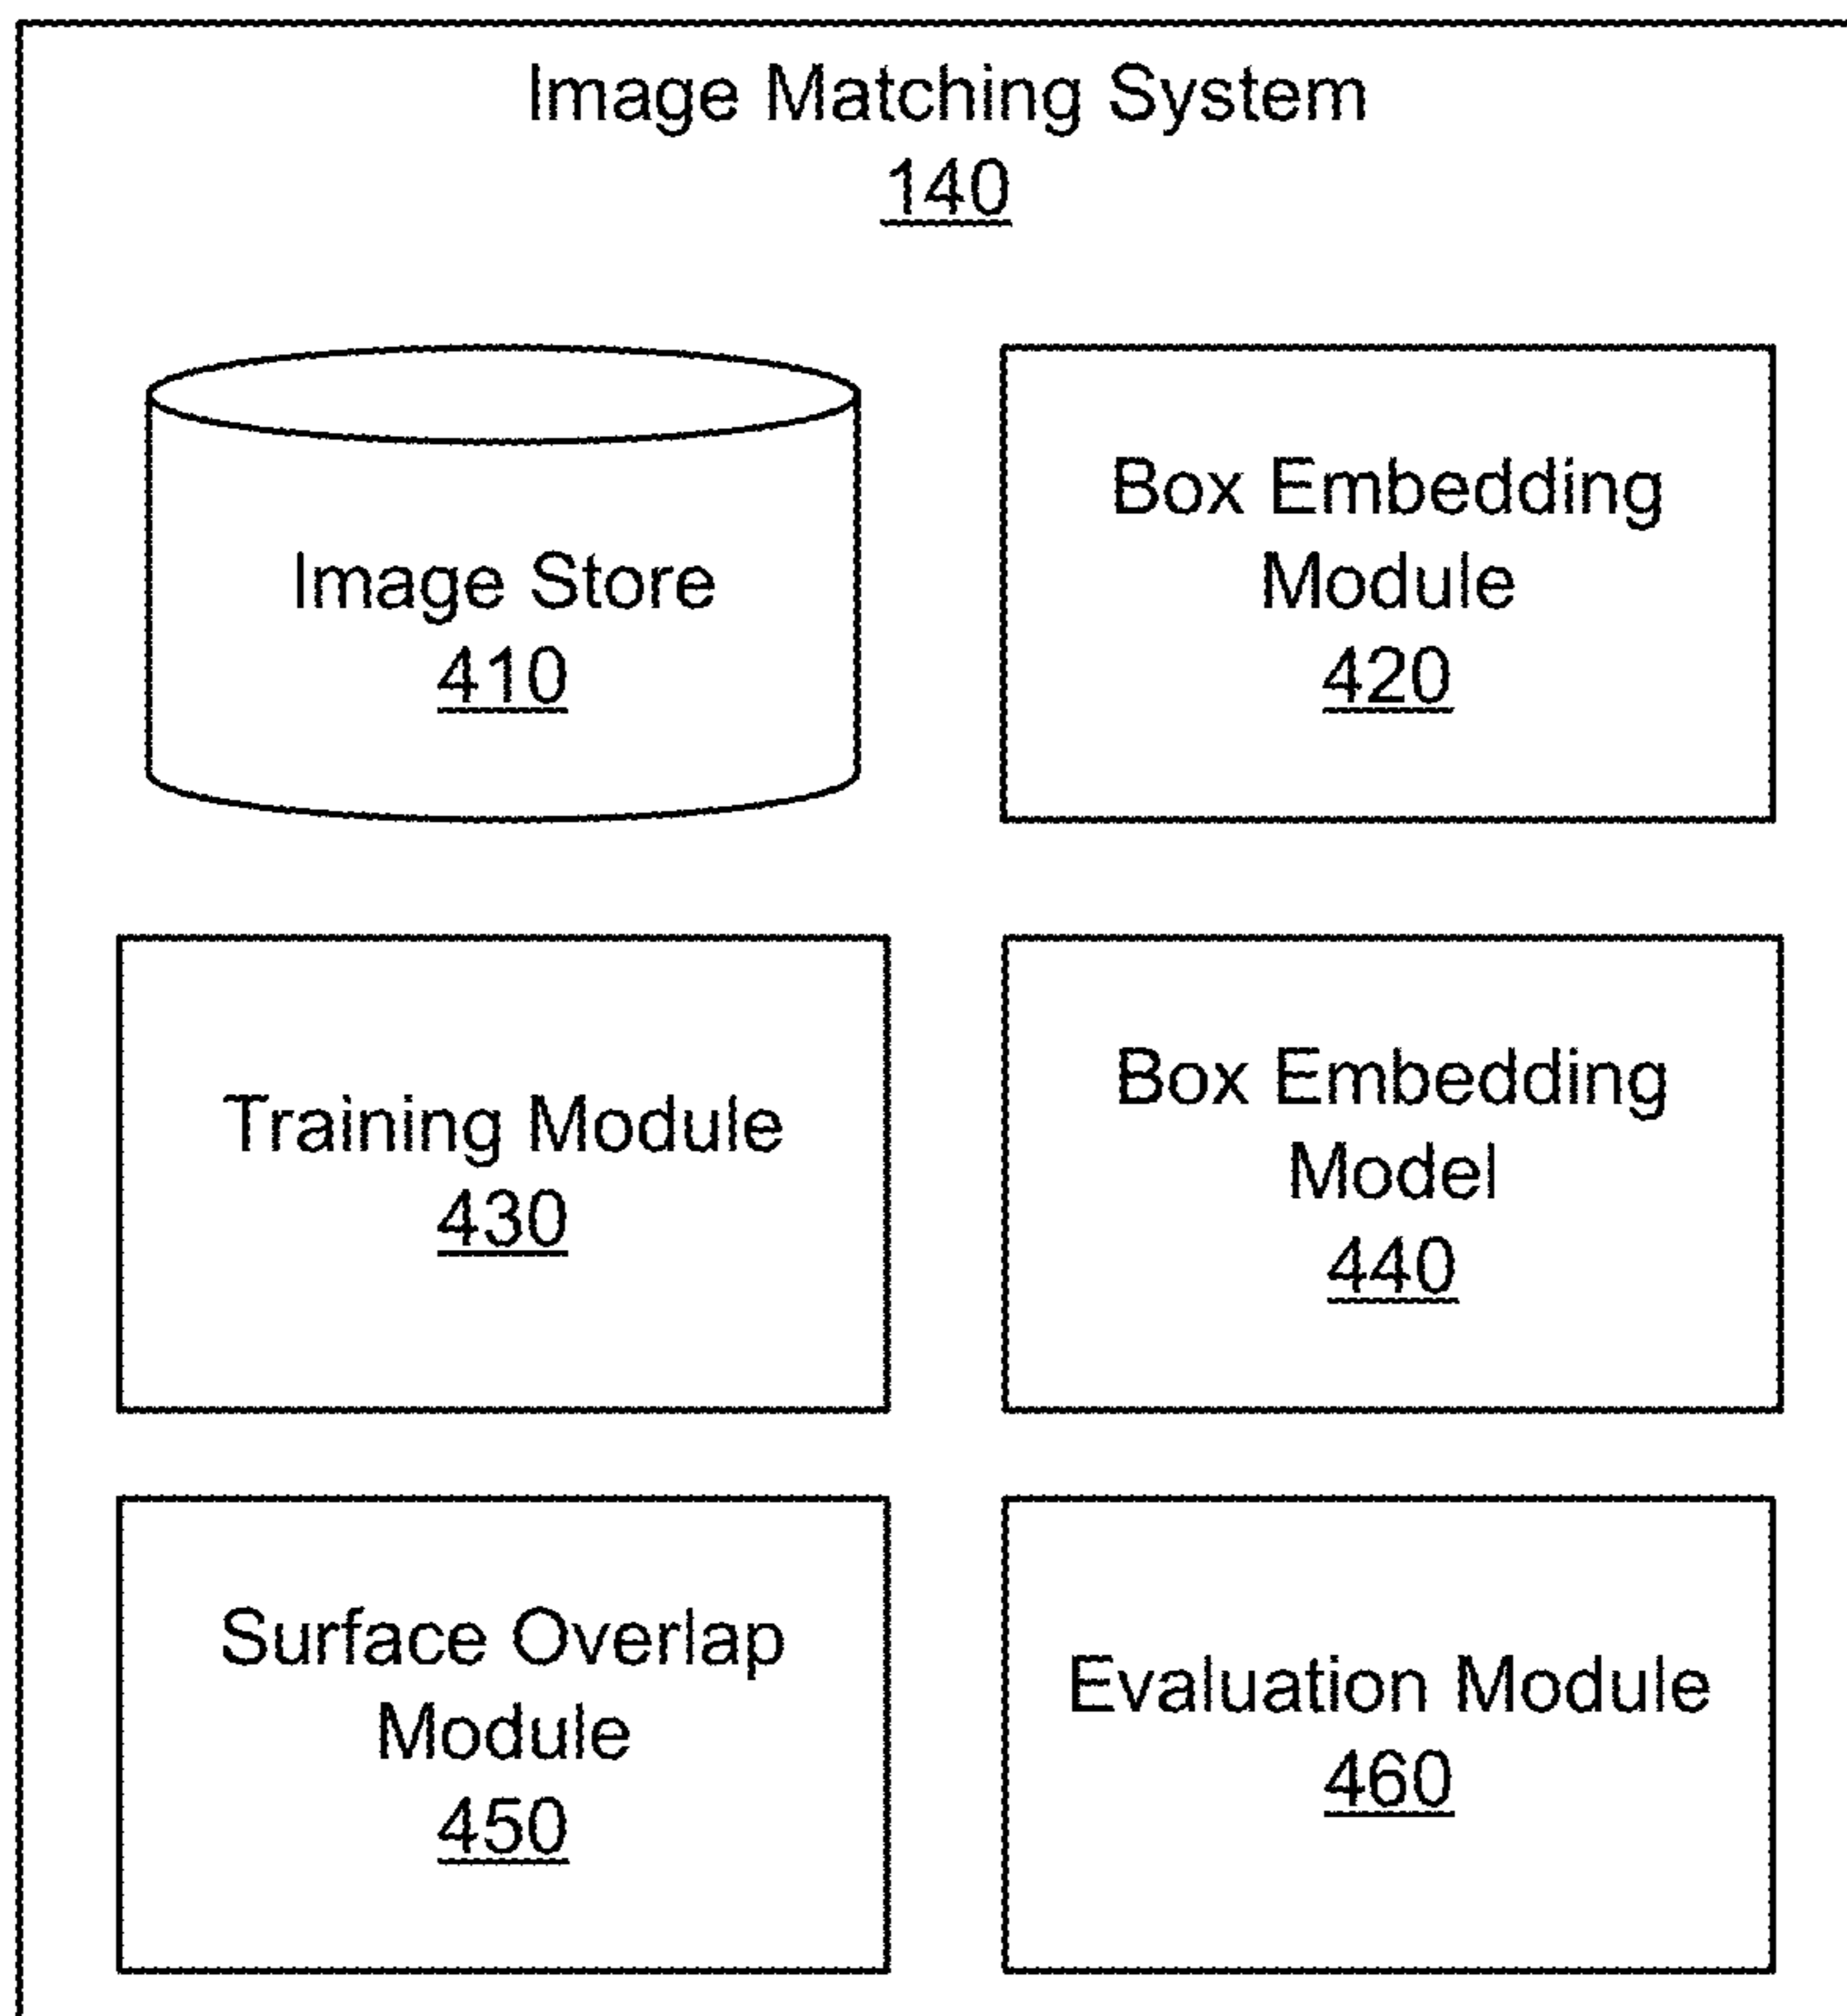 Image Matching System
140
Image Store
410
Box Embedding
Module
420
Training Module
430
Box Embedding
Model
440
Surface Overlap
Module
450
Evaluation Module
460